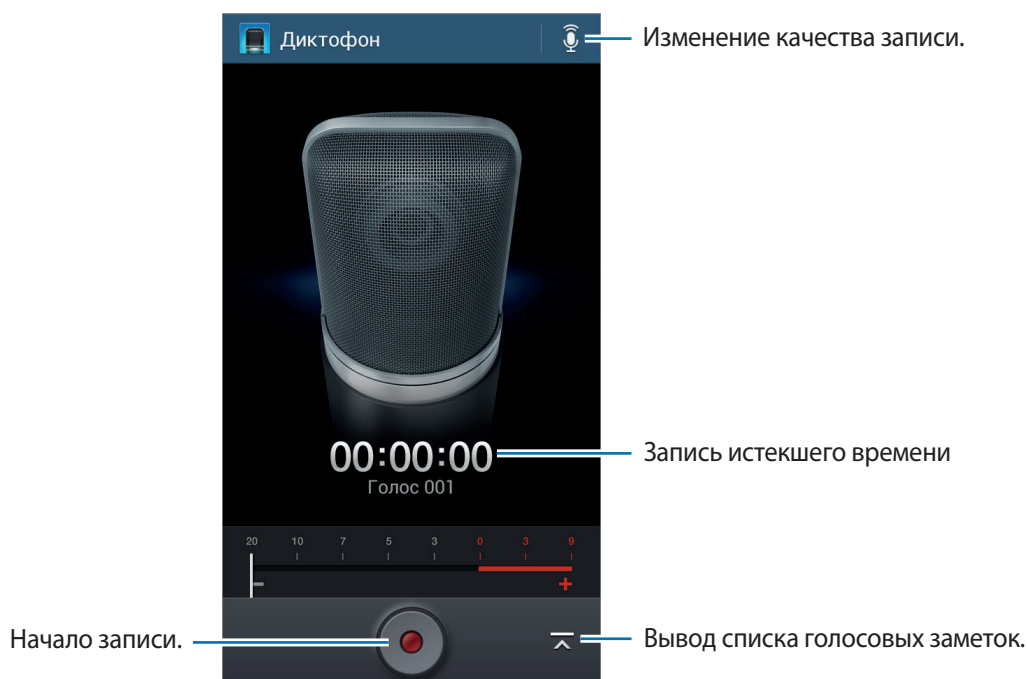 Диктофон
Изменение качества записи.
00:00:00
Запись истекшего времени
Голос 001
20 10 7 5 3 0 3 9
− +
Начало записи.
Вывод списка голосовых заметок.